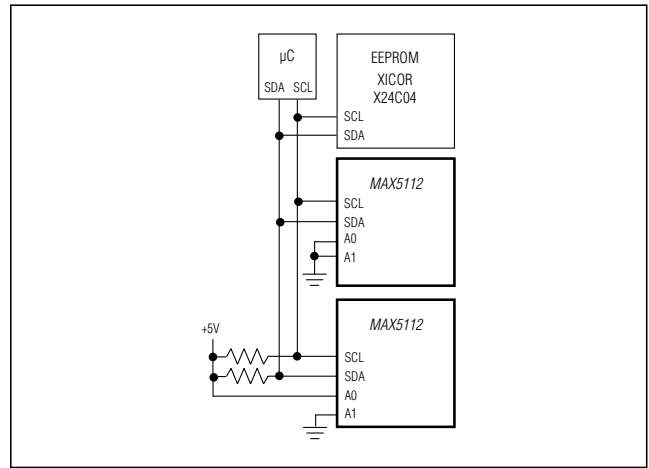 µC
SDA SCL
EEPROM
XICOR
X24C04
SCL
SDA
MAX5112
SCL
SDA
A0
A1
+5V
MAX5112
SCL
SDA
A0
A1